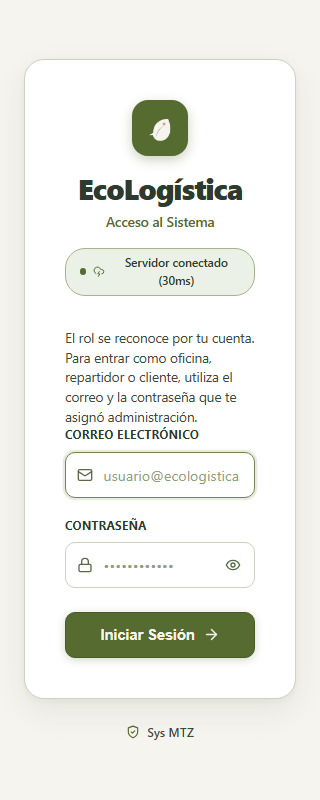 EcoLogística
Acceso al Sistema
Servidor conectado
(30ms)
El rol se reconoce por tu cuenta.
Para entrar como oficina,
repartidor o cliente, utiliza el
correo y la contraseña que te
asignó administración.
CORREO ELECTRÓNICO
usuario@ecologistica
CONTRASEÑA
••••••••••••
Iniciar Sesión →
Sys MTZ